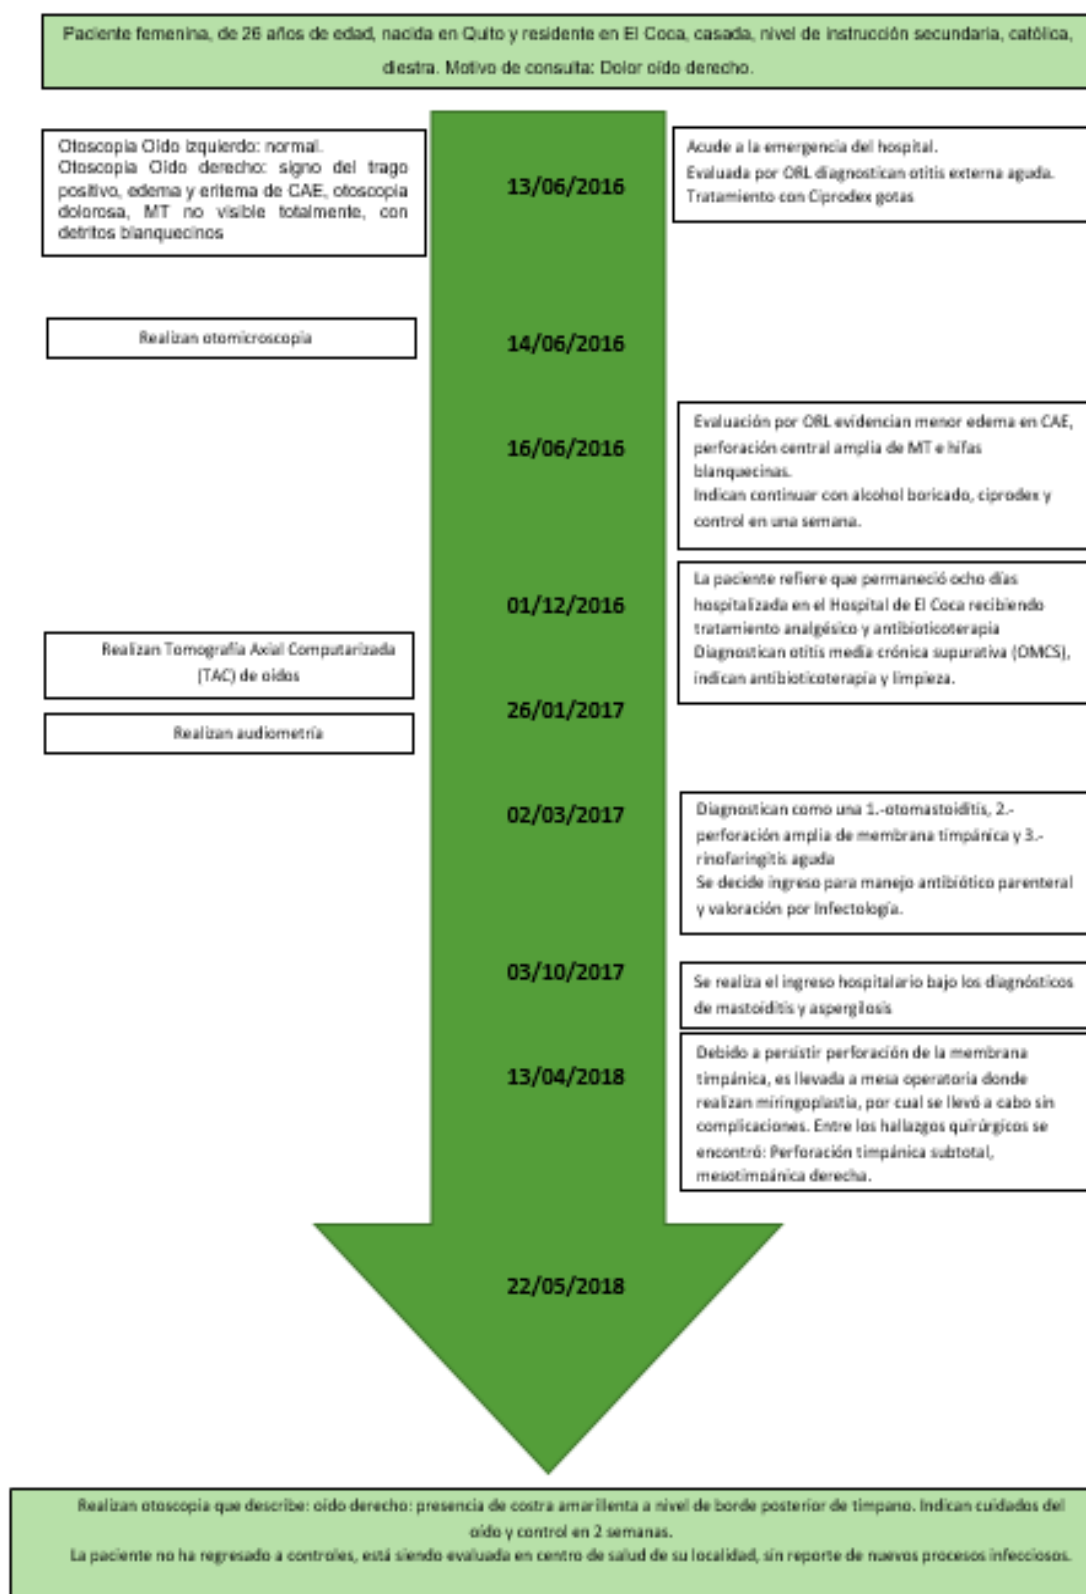 Paciente femenina, de 26 años de edad, nacida en Quito y residente en El Coca, casada, nivel de instrucción secundaria, católica,
diestra. Motivo de consulta: Dolor oído derecho.
Otoscopia Oído izquierdo: normal.
Otoscopia Oído derecho: signo del trago
positivo, edema y eritema de CAE, otoscopia
dolorosa, MT no visible totalmente, con
detritos blanquecinos
13/06/2016
Acude a la emergencia del hospital.
Evaluada por ORL diagnostican otitis externa aguda.
Tratamiento con Ciprodex gotas
Realizan otomicroscopia
14/06/2016
16/06/2016
Evaluación por ORL evidencian menor edema en CAE,
perforación central amplia de MT e hifas
blanquecinas.
Indican continuar con alcohol boricado, ciprodex y
control en una semana.
01/12/2016
La paciente refiere que permaneció ocho días
hospitalizada en el Hospital de El Coca recibiendo
tratamiento analgésico y antibioticoterapia
Diagnostican otitis media crónica supurativa (OMCS),
indican antibioticoterapia y limpieza.
Realizan Tomografía Axial Computarizada
(TAC) de oídos
26/01/2017
Realizan audiometría
02/03/2017
Diagnostican como una 1.-otomastoiditis, 2.-
perforación amplia de membrana timpánica y 3.-
rinofaringitis aguda
Se decide ingreso para manejo antibiótico parenteral
y valoración por Infectología.
03/10/2017
Se realiza el ingreso hospitalario bajo los diagnósticos
de mastoiditis y aspergilosis
13/04/2018
Debido a persistir perforación de la membrana
timpánica, es llevada a mesa operatoria donde
realizan miringoplastia, por cual se llevó a cabo sin
complicaciones. Entre los hallazgos quirúrgicos se
encontró: Perforación timpánica subtotal,
mesotimpánica derecha.
22/05/2018
Realizan otoscopia que describe: oído derecho: presencia de costra amarillenta a nivel de borde posterior de tímpano. Indican cuidados del
oído y control en 2 semanas.
La paciente no ha regresado a controles, está siendo evaluada en centro de salud de su localidad, sin reporte de nuevos procesos infecciosos.